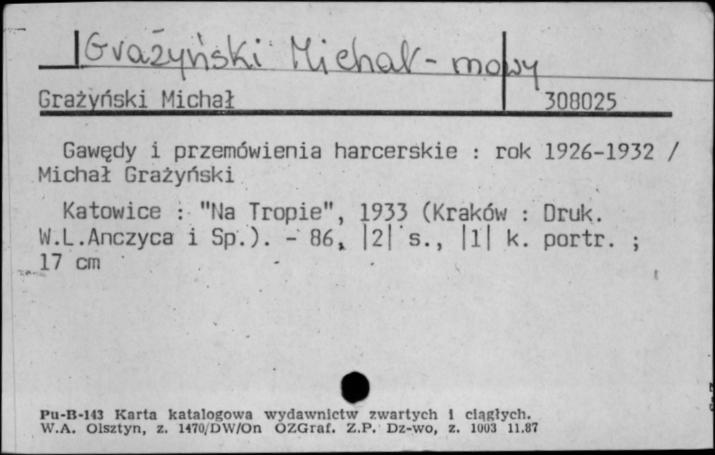 Grażyński Michał - mowy
Grażyński Michał 308025
Gawędy i przemówienia harcerskie : rok 1926-1932 /
Michał Grażyński
Katowice : "Na Tropie", 1933 (Kraków : Druk.
W.L.Anczyca i Sp.). - 86, |2| s., |1| k. portr. ;
17 cm
Pu-B-143 Karta katalogowa wydawnictw zwartych i ciągłych.
W.A. Olsztyn, z. 1470/DW/On OZGraf. Z.P. Dz-wo, z. 1003 11.87